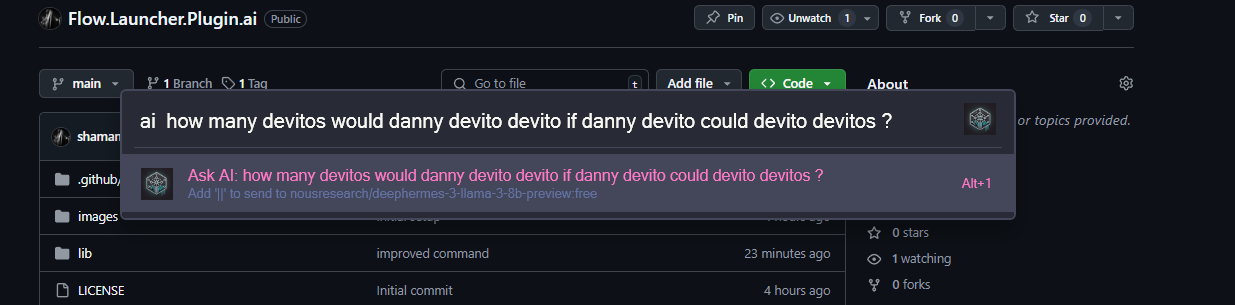 Flow.Launcher.Plugin.ai Public Pin Unwatch 1 Fork 0 Star 0
main 1 Branch 1 Tag Go to file t Add file Code About
ai how many devitos would danny devito devito if danny devito could devito devitos ?
or topics provided.
Ask AI: how many devitos would danny devito devito if danny devito could devito devitos ? Alt+1
Add '||' to send to nousresearch/deephermes-3-llama-3-8b-preview:free
.github/
images Initial setup 4 hours ago
0 stars
lib improved command 23 minutes ago
1 watching
0 forks
LICENSE Initial commit 4 hours ago